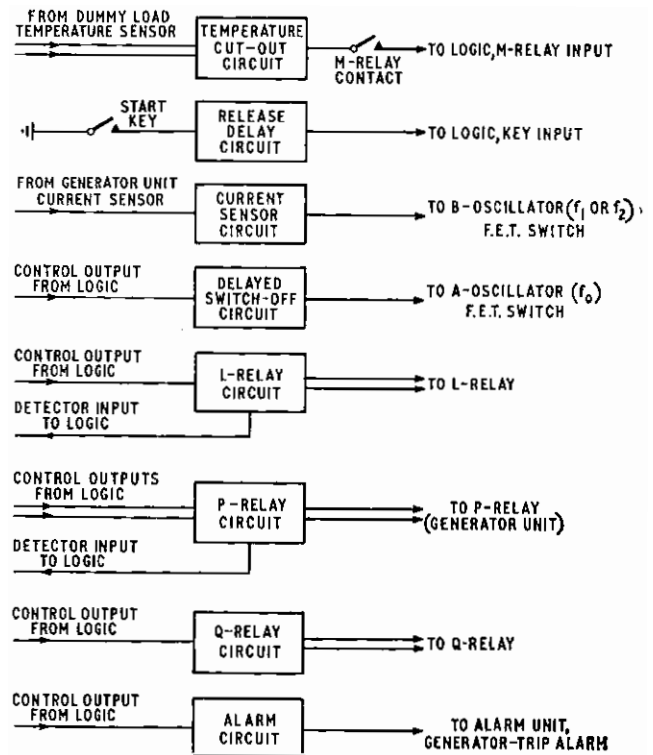 FROM DUMMY LOAD
TEMPERATURE SENSOR
TEMPERATURE
CUT-OUT
CIRCUIT
M-RELAY
CONTACT
TO LOGIC, M-RELAY INPUT
START
KEY
RELEASE
DELAY
CIRCUIT
TO LOGIC, KEY INPUT
FROM GENERATOR UNIT
CURRENT SENSOR
CURRENT
SENSOR
CIRCUIT
TO B-OSCILLATOR (f1 OR f2),
F.E.T. SWITCH
CONTROL OUTPUT
FROM LOGIC
DELAYED
SWITCH-OFF
CIRCUIT
TO A-OSCILLATOR (f0)
F.E.T. SWITCH
CONTROL OUTPUT
FROM LOGIC
L-RELAY
CIRCUIT
TO L-RELAY
DETECTOR INPUT
TO LOGIC
CONTROL OUTPUTS
FROM LOGIC
P-RELAY
CIRCUIT
TO P-RELAY
(GENERATOR UNIT)
DETECTOR INPUT
TO LOGIC
CONTROL OUTPUT
FROM LOGIC
Q-RELAY
CIRCUIT
TO Q-RELAY
CONTROL OUTPUT
FROM LOGIC
ALARM
CIRCUIT
TO ALARM UNIT,
GENERATOR-TRIP ALARM